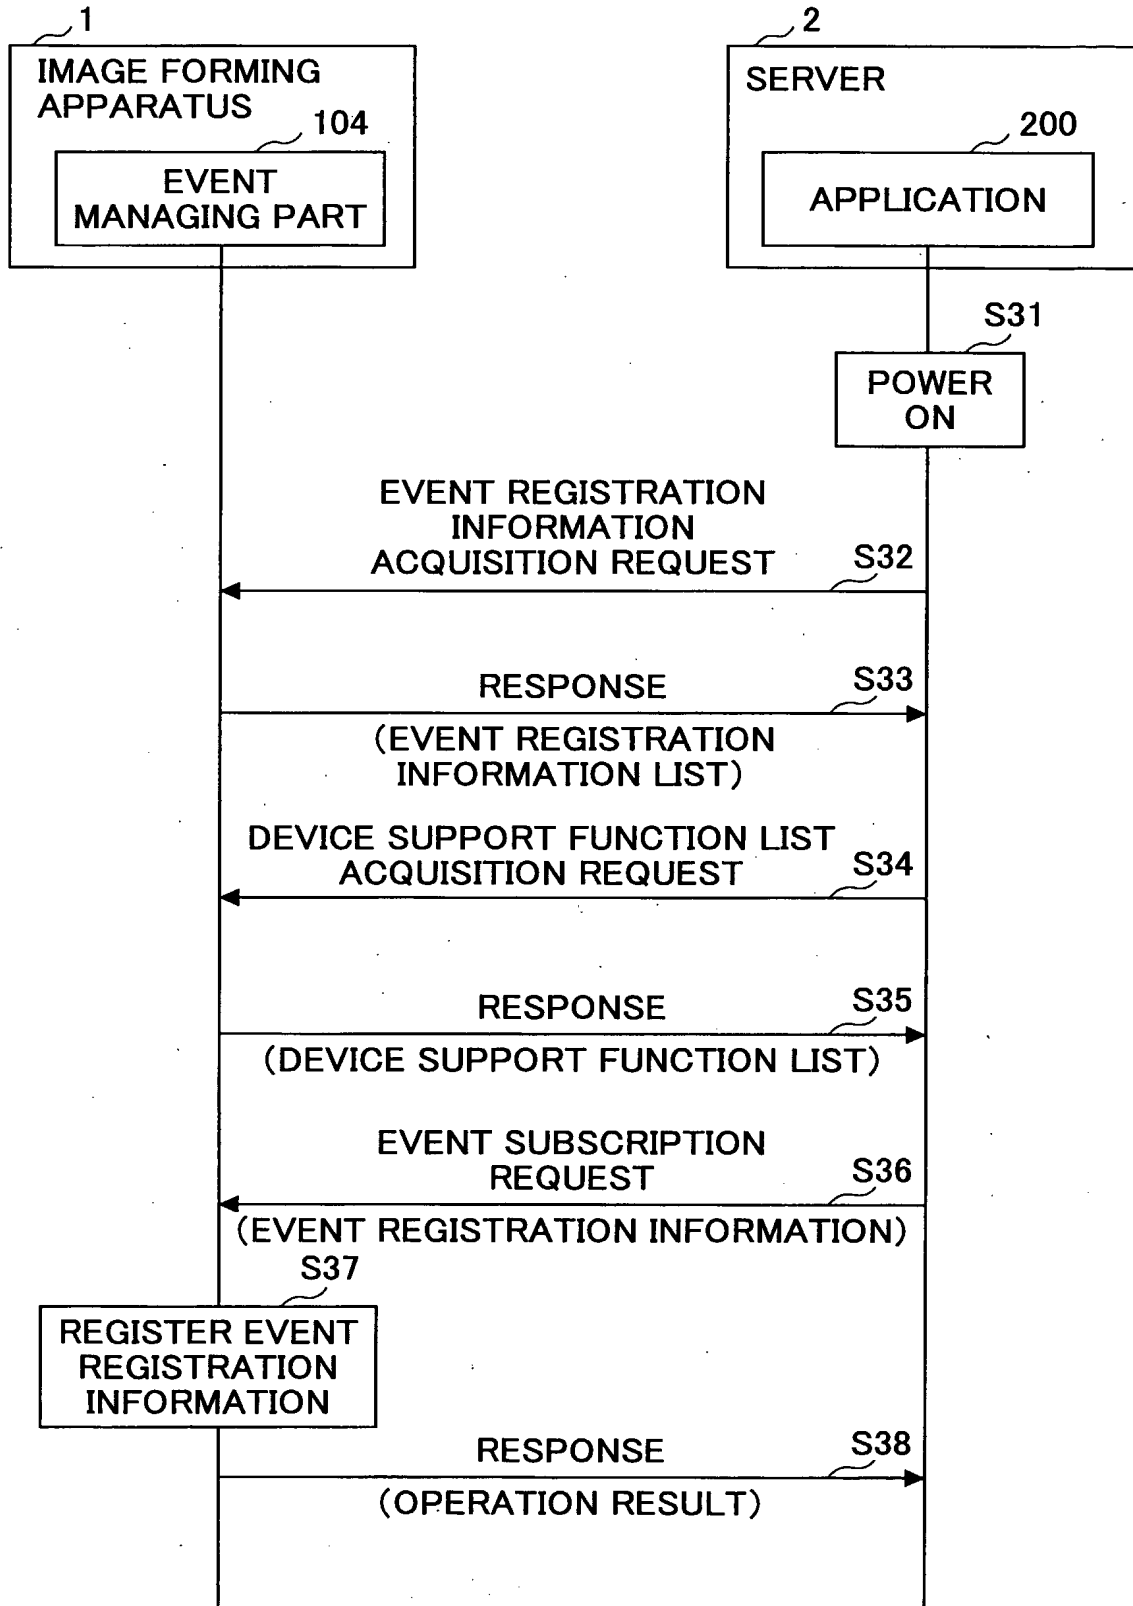 1
2
IMAGE FORMING
APPARATUS
SERVER
104
200
EVENT
MANAGING PART
APPLICATION
S31
POWER
ON
EVENT REGISTRATION
INFORMATION
ACQUISITION REQUEST
S32
RESPONSE
S33
(EVENT REGISTRATION
INFORMATION LIST)
DEVICE SUPPORT FUNCTION LIST
ACQUISITION REQUEST
S34
RESPONSE
S35
(DEVICE SUPPORT FUNCTION LIST)
EVENT SUBSCRIPTION
REQUEST
S36
(EVENT REGISTRATION INFORMATION)
S37
REGISTER EVENT
REGISTRATION
INFORMATION
RESPONSE
S38
(OPERATION RESULT)